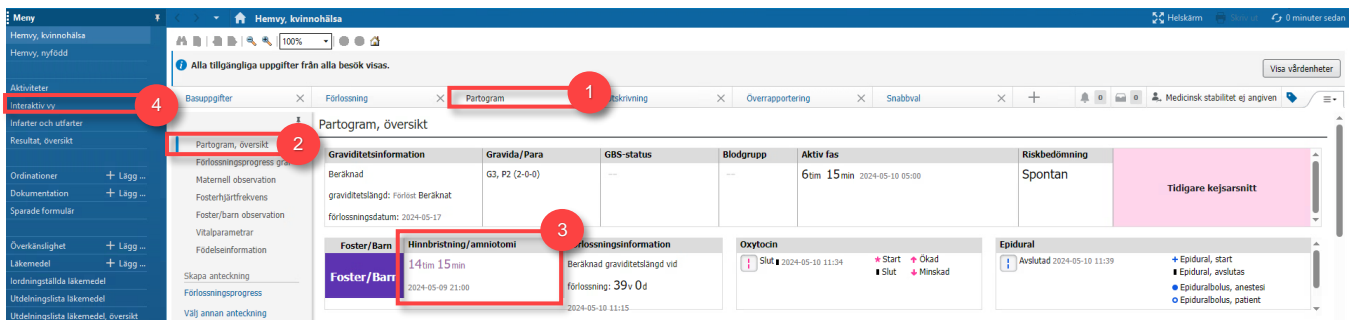 Meny
Hemvy, kvinnohälsa
Helskärm
Skriv ut
0 minuter sedan
Hemvy, kvinnohälsa
Hemvy, nyfödd
100%
Alla tillgängliga uppgifter från alla besök visas.
Visa vårdenheter
Aktiviteter
Interaktiv vy
4
Infarter och utfarter
Resultat, översikt
Ordinationer
+ Lägg ...
Dokumentation
+ Lägg ...
Sparade formulär
Överkänslighet
+ Lägg ...
Läkemedel
+ Lägg ...
Iordningställda läkemedel
Utdelningslista läkemedel
Utdelningslista läkemedel, översikt
Basuppgifter
Förlossning
Partogram
1
Utskrivning
Överrapportering
Snabbval
0
0
Medicinsk stabilitet ej angiven
Partogram, översikt
2
Förlossningsprogress
Maternell observation
Fosterhjärtfrekvens
Foster/barn observation
Vitalparametrar
Födelseinformation
Skapa anteckning
Förlossningsprogress
Välj annan anteckning
Partogram, översikt
Graviditetsinformation
Gravida/Para
GBS-status
Blodgrupp
Aktiv fas
Riskbedömning
Beräknad
graviditetslängd: Förlöst Beräknat
förlossningsdatum: 2024-05-17
G3, P2 (2-0-0)
---
---
6tim 15min 2024-05-10 05:00
Spontan
Tidigare kejsarsnitt
Foster/Barn
Foster/Barn
Hinnbristning/amniotomi
3
14tim 15min
2024-05-09 21:00
Förlossningsinformation
Beräknad graviditetslängd vid
förlossning: 39v 0d
2024-05-10 11:15
Oxytocin
Slut 2024-05-10 11:34
Start
Ökad
Slut
Minskad
Epidural
Avslutad 2024-05-10 11:39
+ Epidural, start
Epidural, avslutas
Epiduralbolus, anestesi
Epiduralbolus, patient